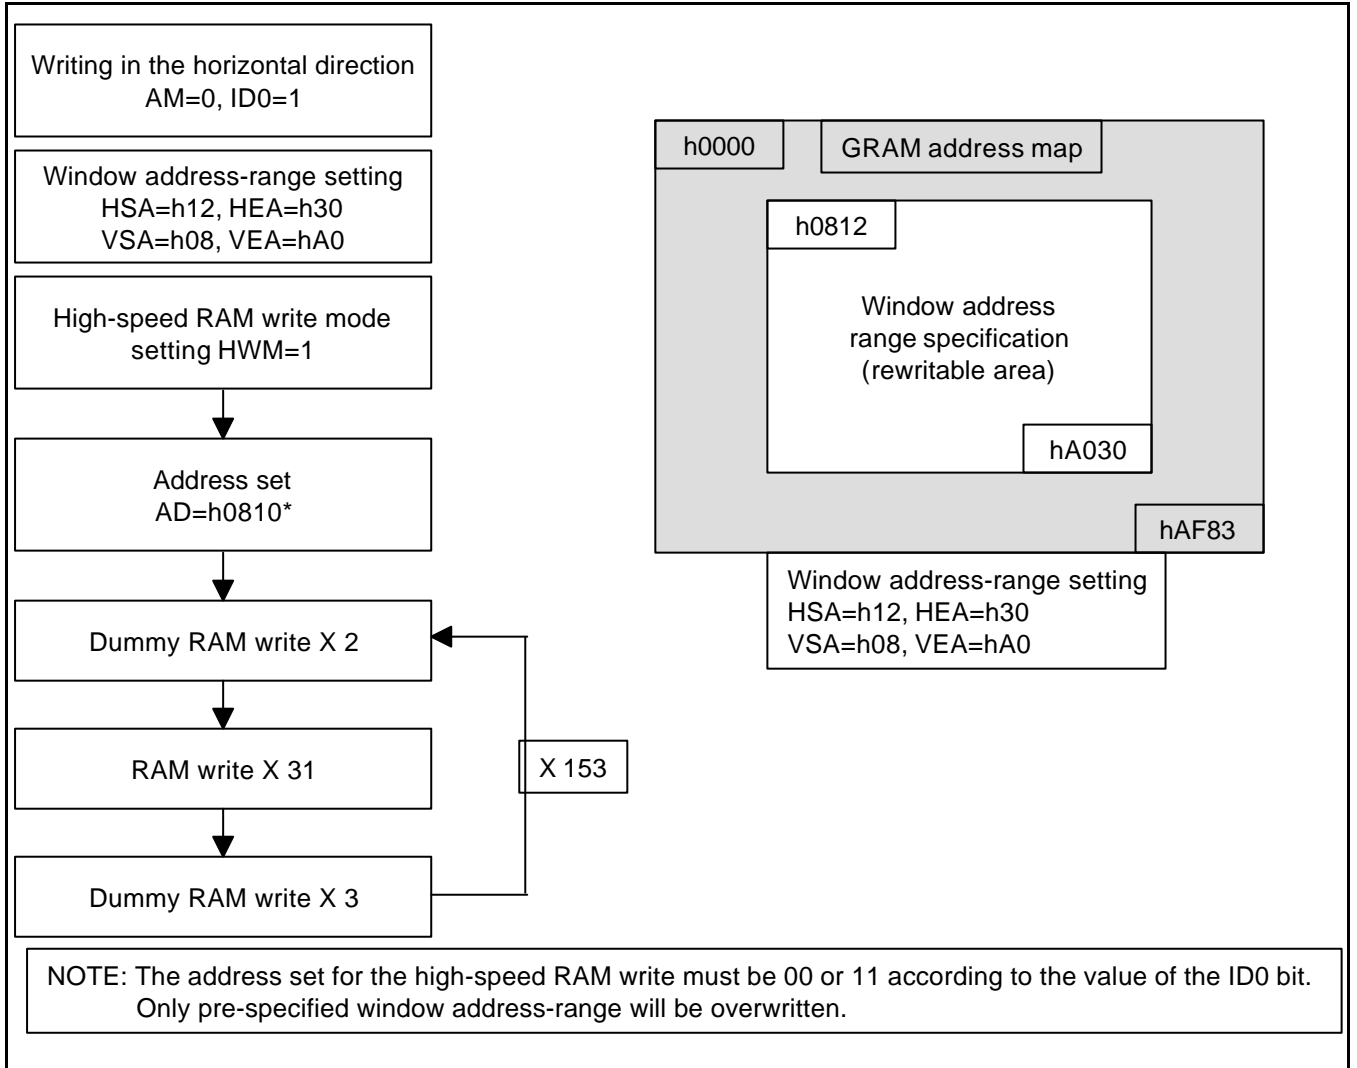 Writing in the horizontal direction
AM=0, ID0=1
Window address-range setting
HSA=h12, HEA=h30
VSA=h08, VEA=hA0
High-speed RAM write mode
setting HWM=1
Address set
AD=h0810*
Dummy RAM write X 2
RAM write X 31
X 153
Dummy RAM write X 3
h0000
GRAM address map
h0812
Window address
range specification
(rewritable area)
hA030
hAF83
Window address-range setting
HSA=h12, HEA=h30
VSA=h08, VEA=hA0
NOTE: The address set for the high-speed RAM write must be 00 or 11 according to the value of the ID0 bit.
Only pre-specified window address-range will be overwritten.